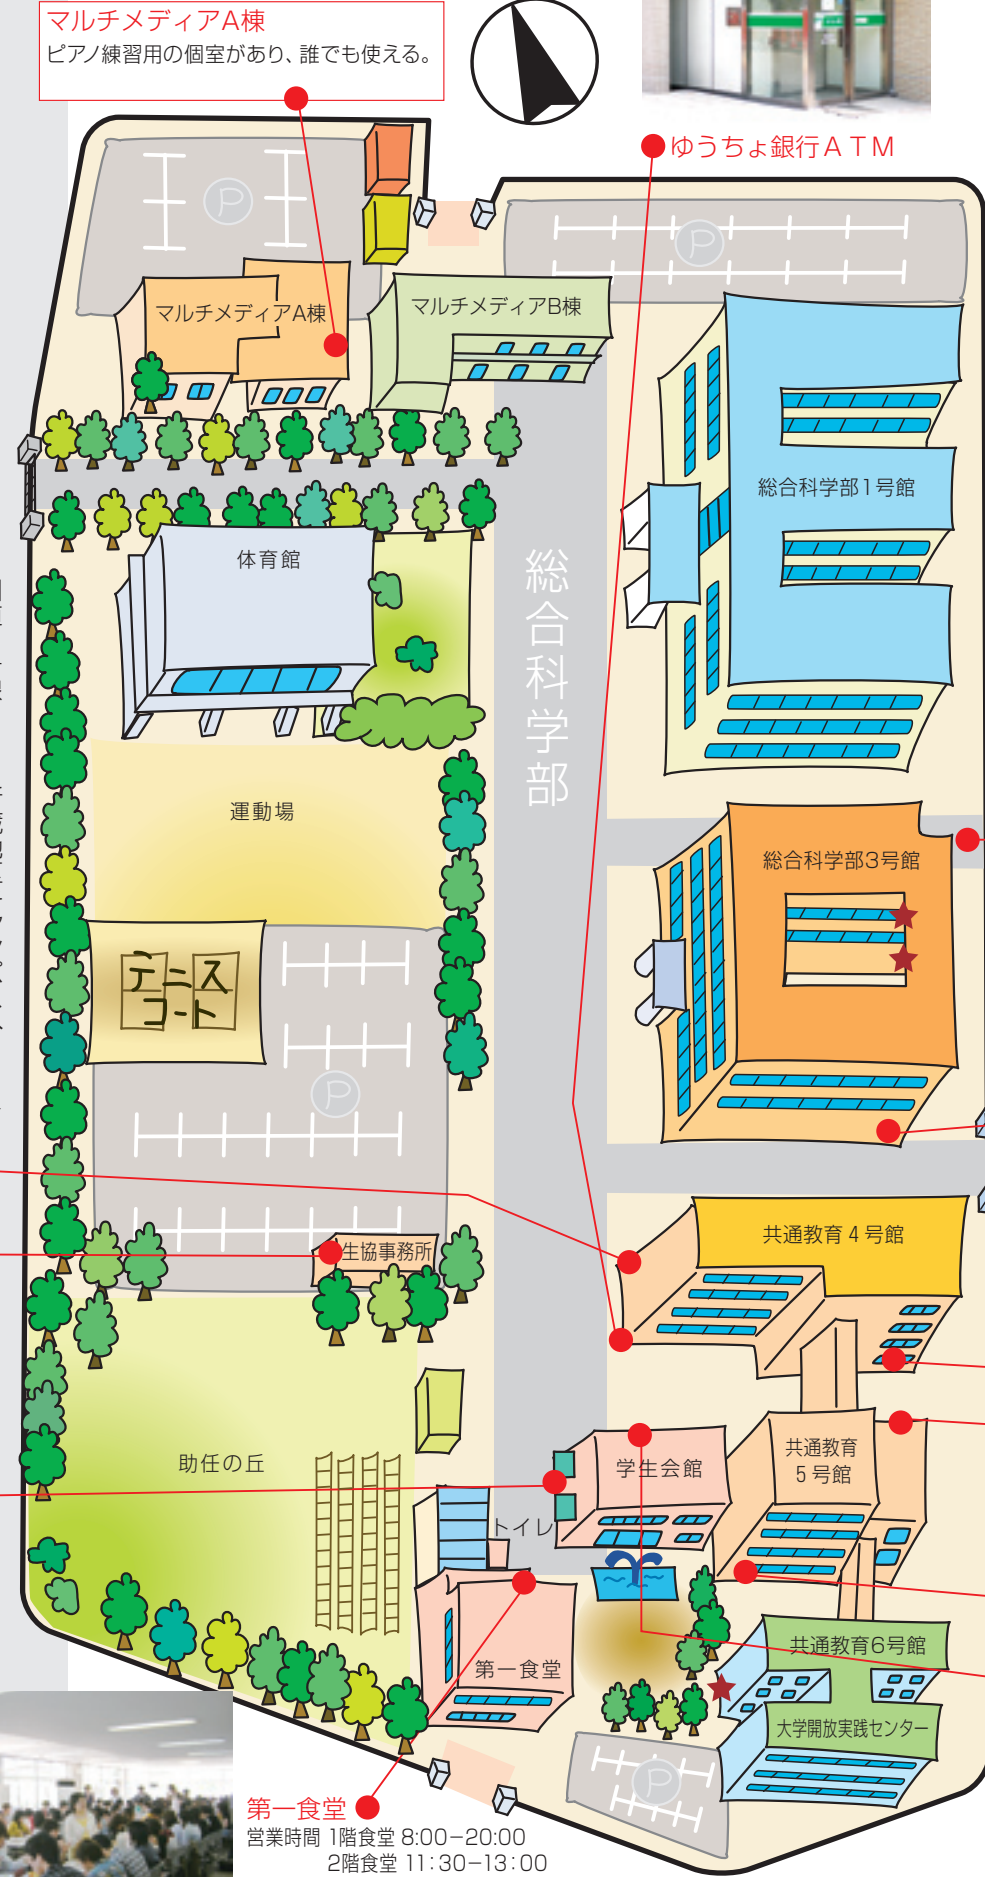 マルチメディアA棟
ピアノ練習用の個室があり、誰でも使える。
ゆうちょ銀行ATM
P
P
マルチメディアA棟
マルチメディアB棟
総合科学部1号館
体育館
総合科学部
運動場
総合科学部3号館
テニス
コート
P
共通教育4号館
生協事務所
助任の丘
学生会館
共通教育
5号館
トイレ
共通教育6号館
第一食堂
大学開放実践センター
P
第一食堂
営業時間 1階食堂 8:00−20:00
2階食堂 11:30−13:00